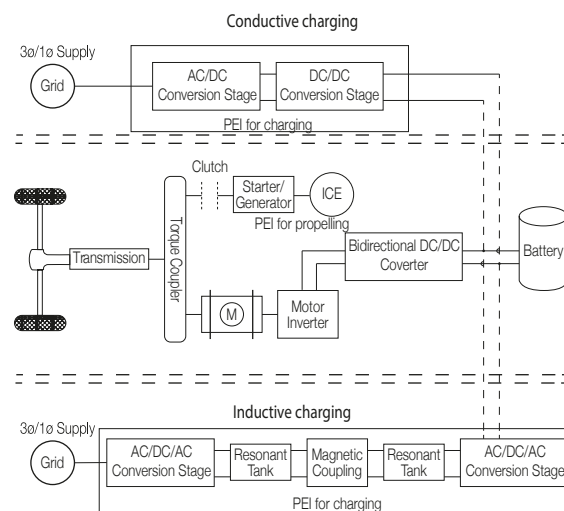 Conductive charging
3ø/1ø Supply
Grid
AC/DC
Conversion Stage
DC/DC
Conversion Stage
PEI for charging
Clutch
Starter/
Generator
ICE
PEI for propelling
Transmission
Torque Coupler
Bidirectional DC/DC
Coverter
Battery
M
Motor
Inverter
Inductive charging
3ø/1ø Supply
Grid
AC/DC/AC
Conversion Stage
Resonant
Tank
Magnetic
Coupling
Resonant
Tank
AC/DC/AC
Conversion Stage
PEI for charging